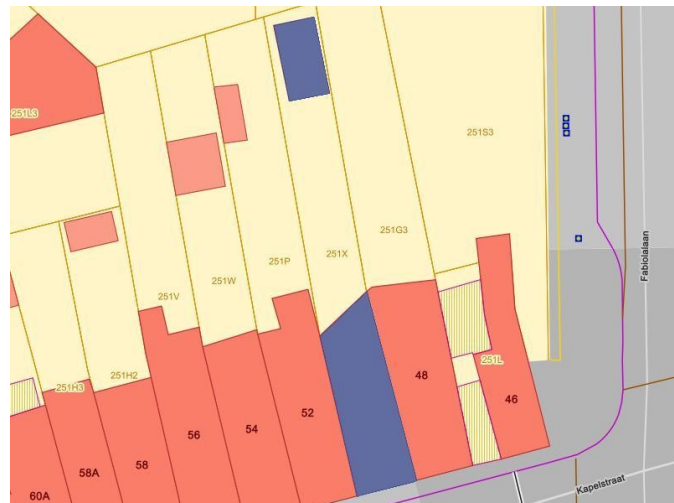 251L3
251S3
251G3
251X
251P
251W
251V
251H2
251H3
251L
48
46
52
54
56
58
58A
60A
Fabiolalaan
Kapelstraat